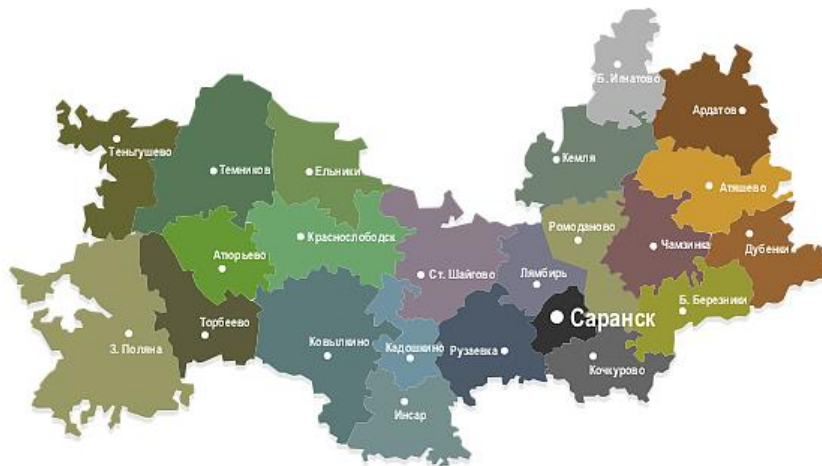 Б. Игнатово
Ардатов
Теньгушево
Темников
Ельники
Кемля
Атяшево
Краснослободск
Ромоданово
Чамзинка
Дубенки
Атюрьево
Ст. Шайгово
Лямбирь
Б. Березники
Саранск
Торбеево
З. Поляна
Ковылкино
Кадошкино
Рузаевка
Кочкурово
Инсар